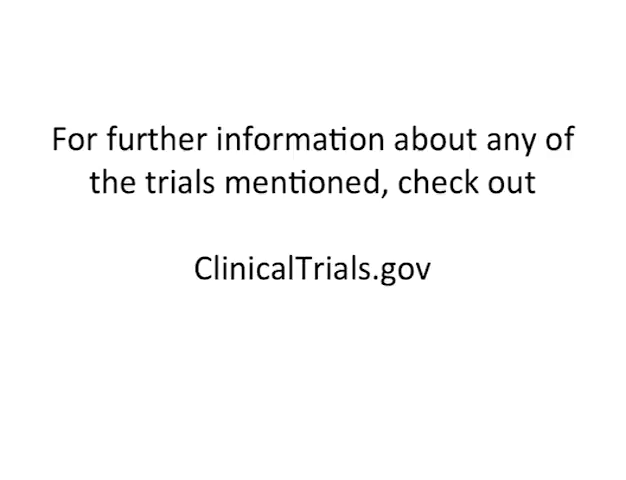 For further information about any of
the trials mentioned, check out
ClinicalTrials.gov